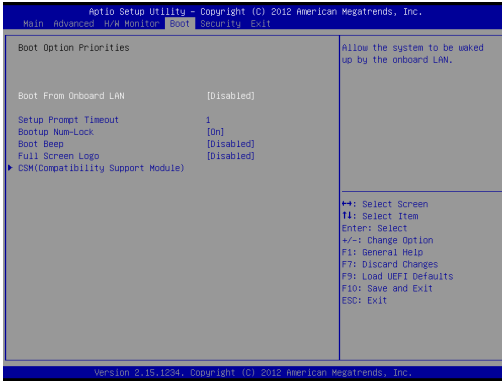 Aptio Setup Utility – Copyright (C) 2012 American Megatrends, Inc.
Main Advanced H/W Monitor Boot Security Exit
Boot Option Priorities
Boot From Onboard LAN [Disabled]
Setup Prompt Timeout 1
Bootup Num-Lock [On]
Boot Beep [Disabled]
Full Screen Logo [Disabled]
CSM(Compatibility Support Module)
Allow the system to be waked
up by the onboard LAN.
↔: Select Screen
↑↓: Select Item
Enter: Select
+/-: Change Option
F1: General Help
F7: Discard Changes
F9: Load UEFI Defaults
F10: Save and Exit
ESC: Exit
Version 2.15.1234. Copyright (C) 2012 American Megatrends, Inc.